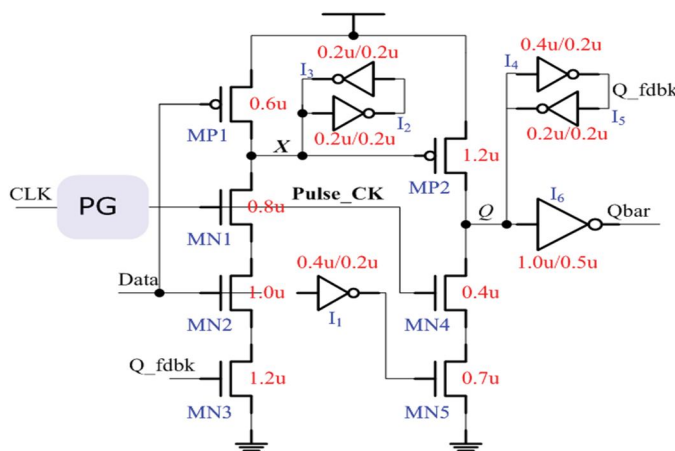 0.2u/0.2u
0.4u/0.2u
I3
I4
Q_fdbk
0.6u
I2
I5
MP1
0.2u/0.2u
0.2u/0.2u
X
1.2u
CLK
PG
Pulse_CK
MP2
Q
I6
Qbar
0.8u
MN1
0.4u/0.2u
1.0u/0.5u
Data
1.0u
0.4u
MN2
I1
MN4
Q_fdbk
1.2u
0.7u
MN3
MN5